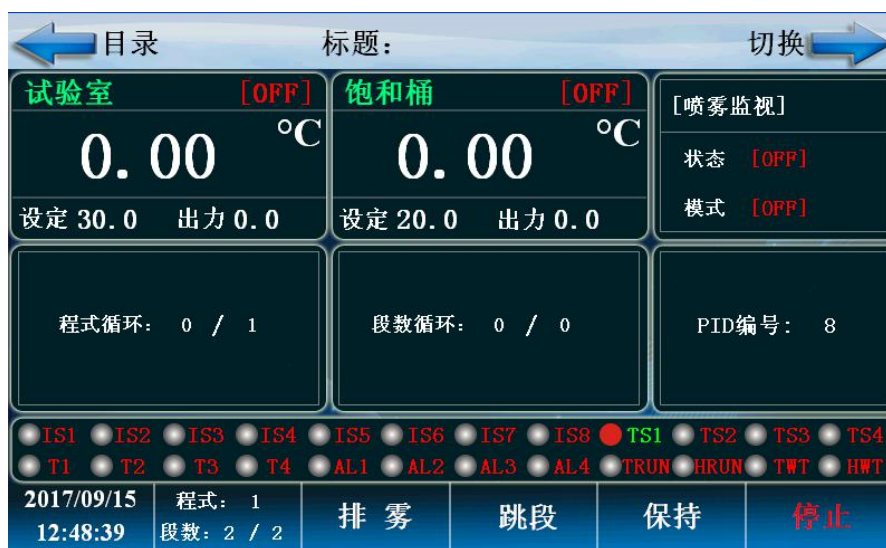 目录 标题： 切换
试验室 [OFF] 饱和桶 [OFF] [喷雾监视]
0.00 °C 0.00 °C 状态 [OFF]
设定 30.0 出力 0.0 设定 20.0 出力 0.0 模式 [OFF]
程式循环： 0 / 1 段数循环： 0 / 0 PID编号： 8
IS1 IS2 IS3 IS4 IS5 IS6 IS7 IS8 TS1 TS2 TS3 TS4
T1 T2 T3 T4 AL1 AL2 AL3 AL4 TRUN HRUN TWT HWT
2017/09/15 程式： 1 排 雾 跳段 保持 停止
12:48:39 段数：2 / 2